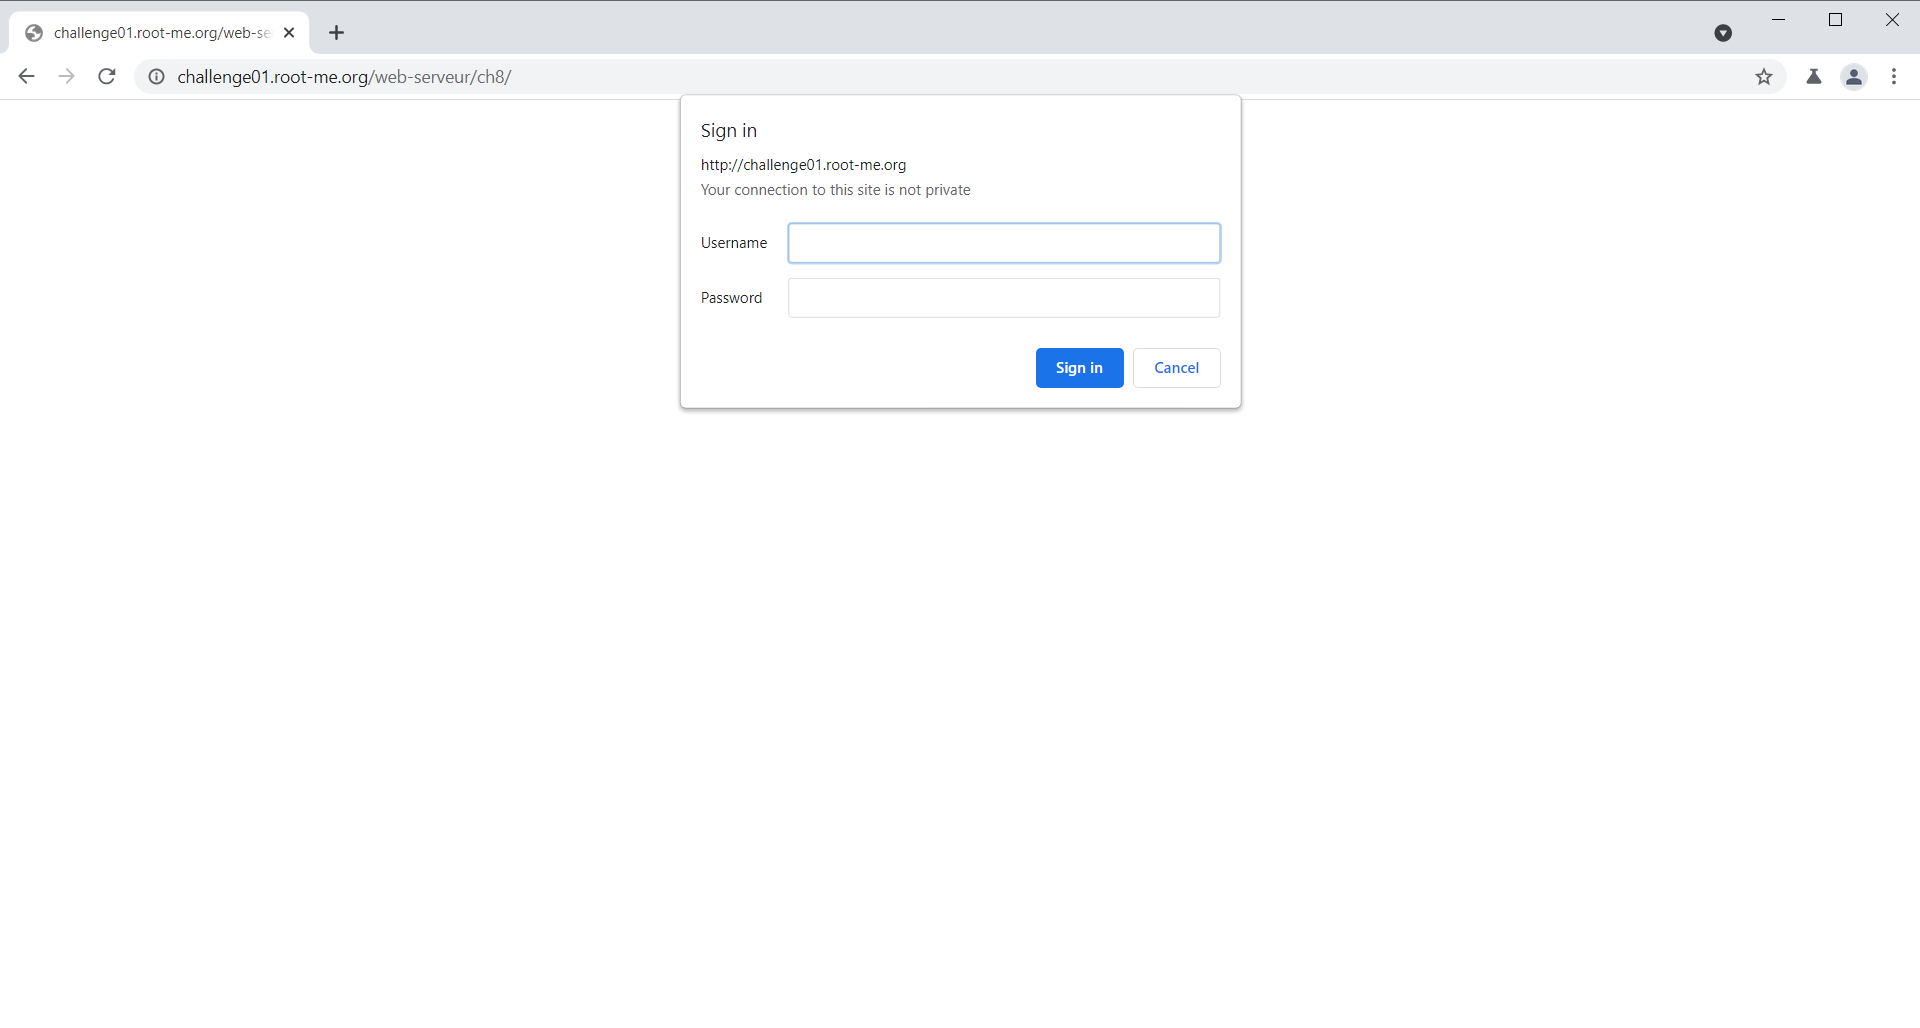 challenge01.root-me.org/web-se
challenge01.root-me.org/web-serveur/ch8/
Sign in
http://challenge01.root-me.org
Your connection to this site is not private
Username
Password
Sign in Cancel